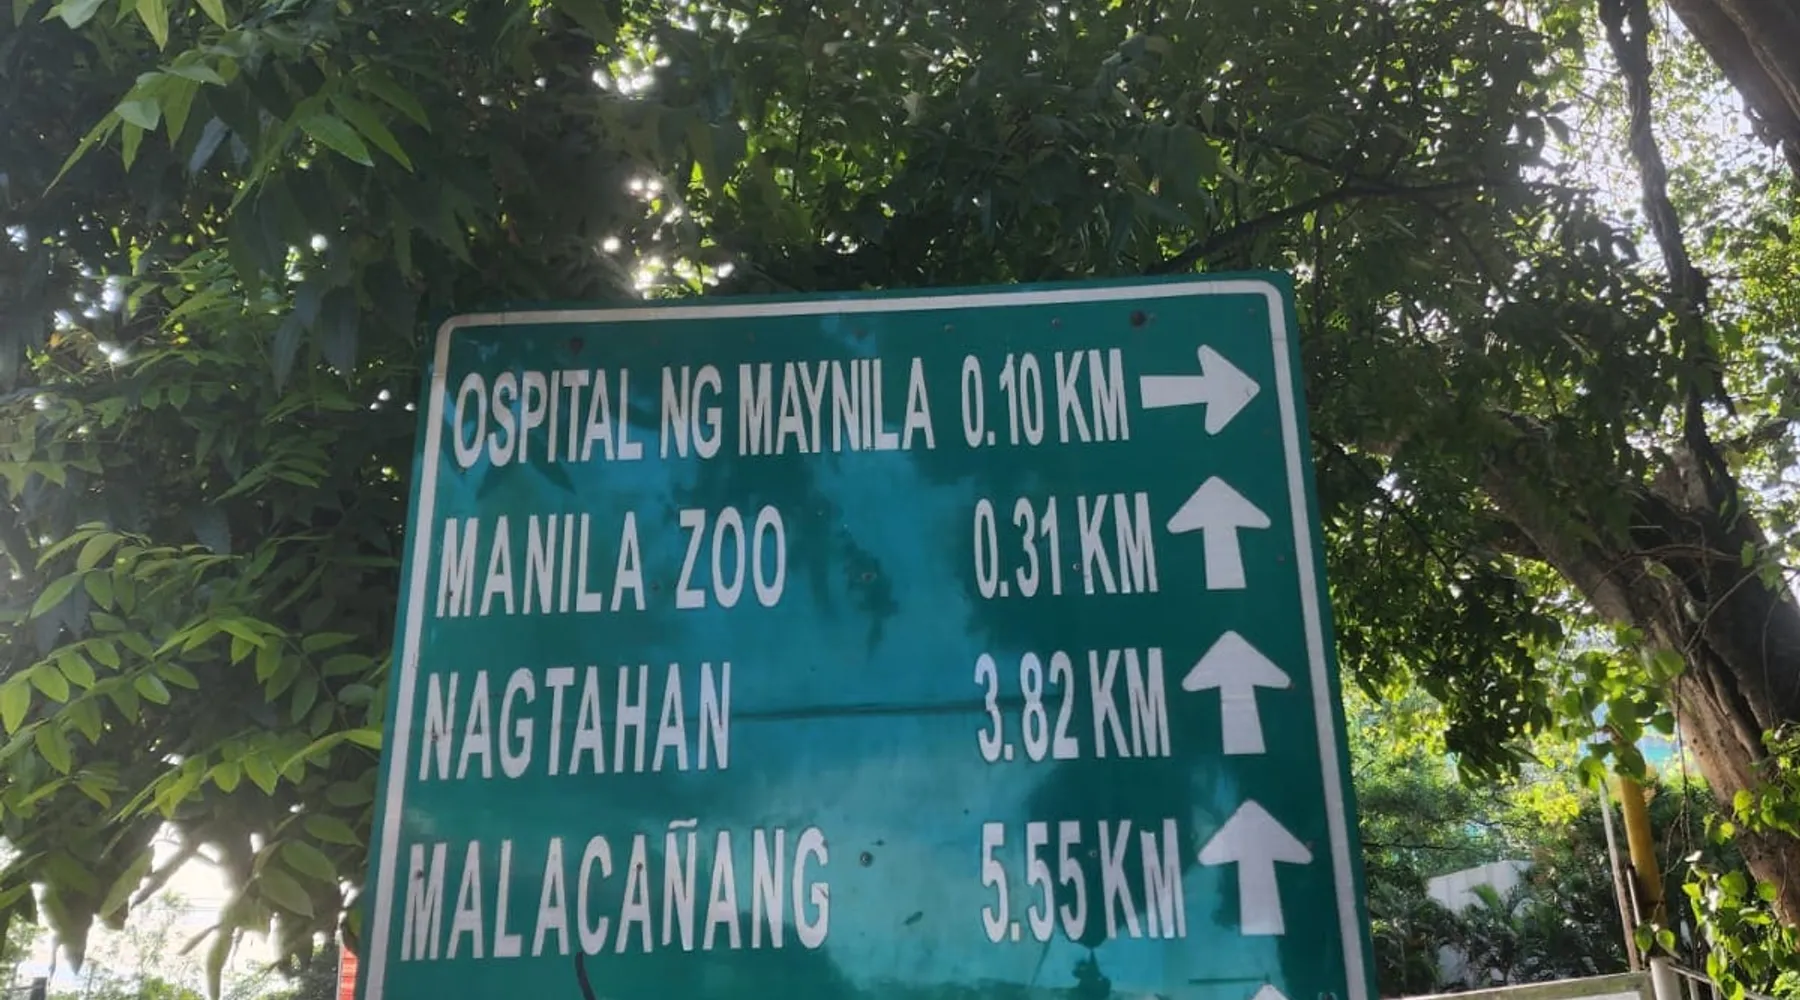 OSPITAL NG MAYNILA 0.10 KM
MANILA ZOO 0.31 KM
NAGTAHAN 3.82 KM
MALACAÑANG 5.55 KM